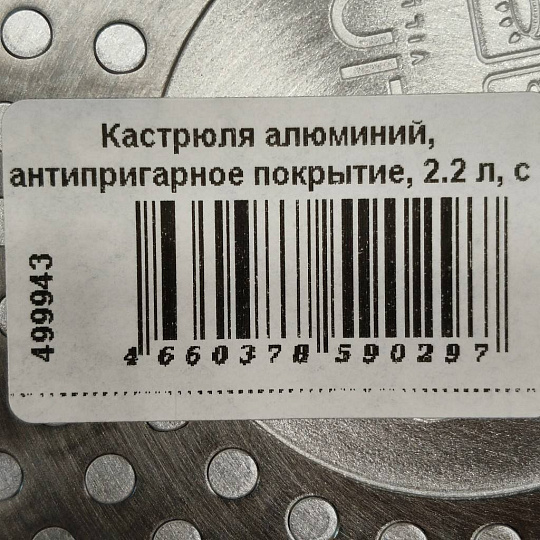 Кастрюля алюминий,
антипригарное покрытие, 2.2 л, с
499943
4 660378 590297